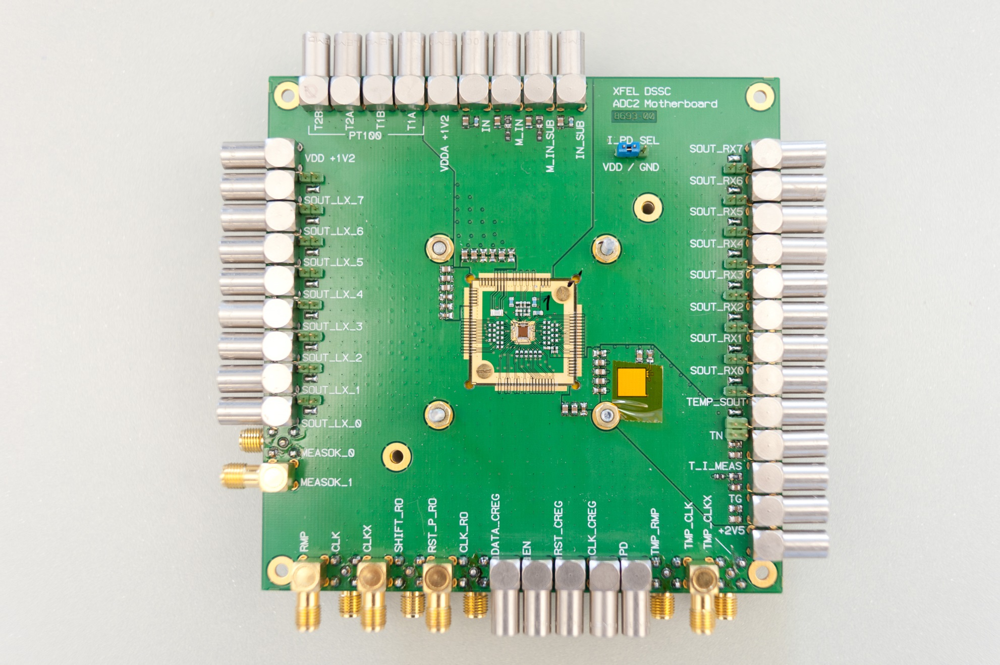 XFEL DSSC
ADC2 Motherboard
8693-00
T2B
T2A
T1B
T1A
PT100
VDDA +1V2
IN
M_IN
M_IN_SUB
IN_SUB
I_PD_SEL
VDD / GND
VDD +1V2
SOUT_LX_7
SOUT_LX_6
SOUT_LX_5
SOUT_LX_4
SOUT_LX_3
SOUT_LX_2
SOUT_LX_1
SOUT_LX_0
MEASOK_0
MEASOK_1
SOUT_RX7
SOUT_RX6
SOUT_RX5
SOUT_RX4
SOUT_RX3
SOUT_RX2
SOUT_RX1
SOUT_RX0
TEMP_SOUT
TN
T_I_MEAS
TG
+2V5
1
RMP
CLK
CLKX
SHIFT_RO
RST_P_RO
CLK_RO
DATA_CREG
EN
RST_CREG
CLK_CREG
PD
TMP_RMP
TMP_CLK
TMP_CLKX